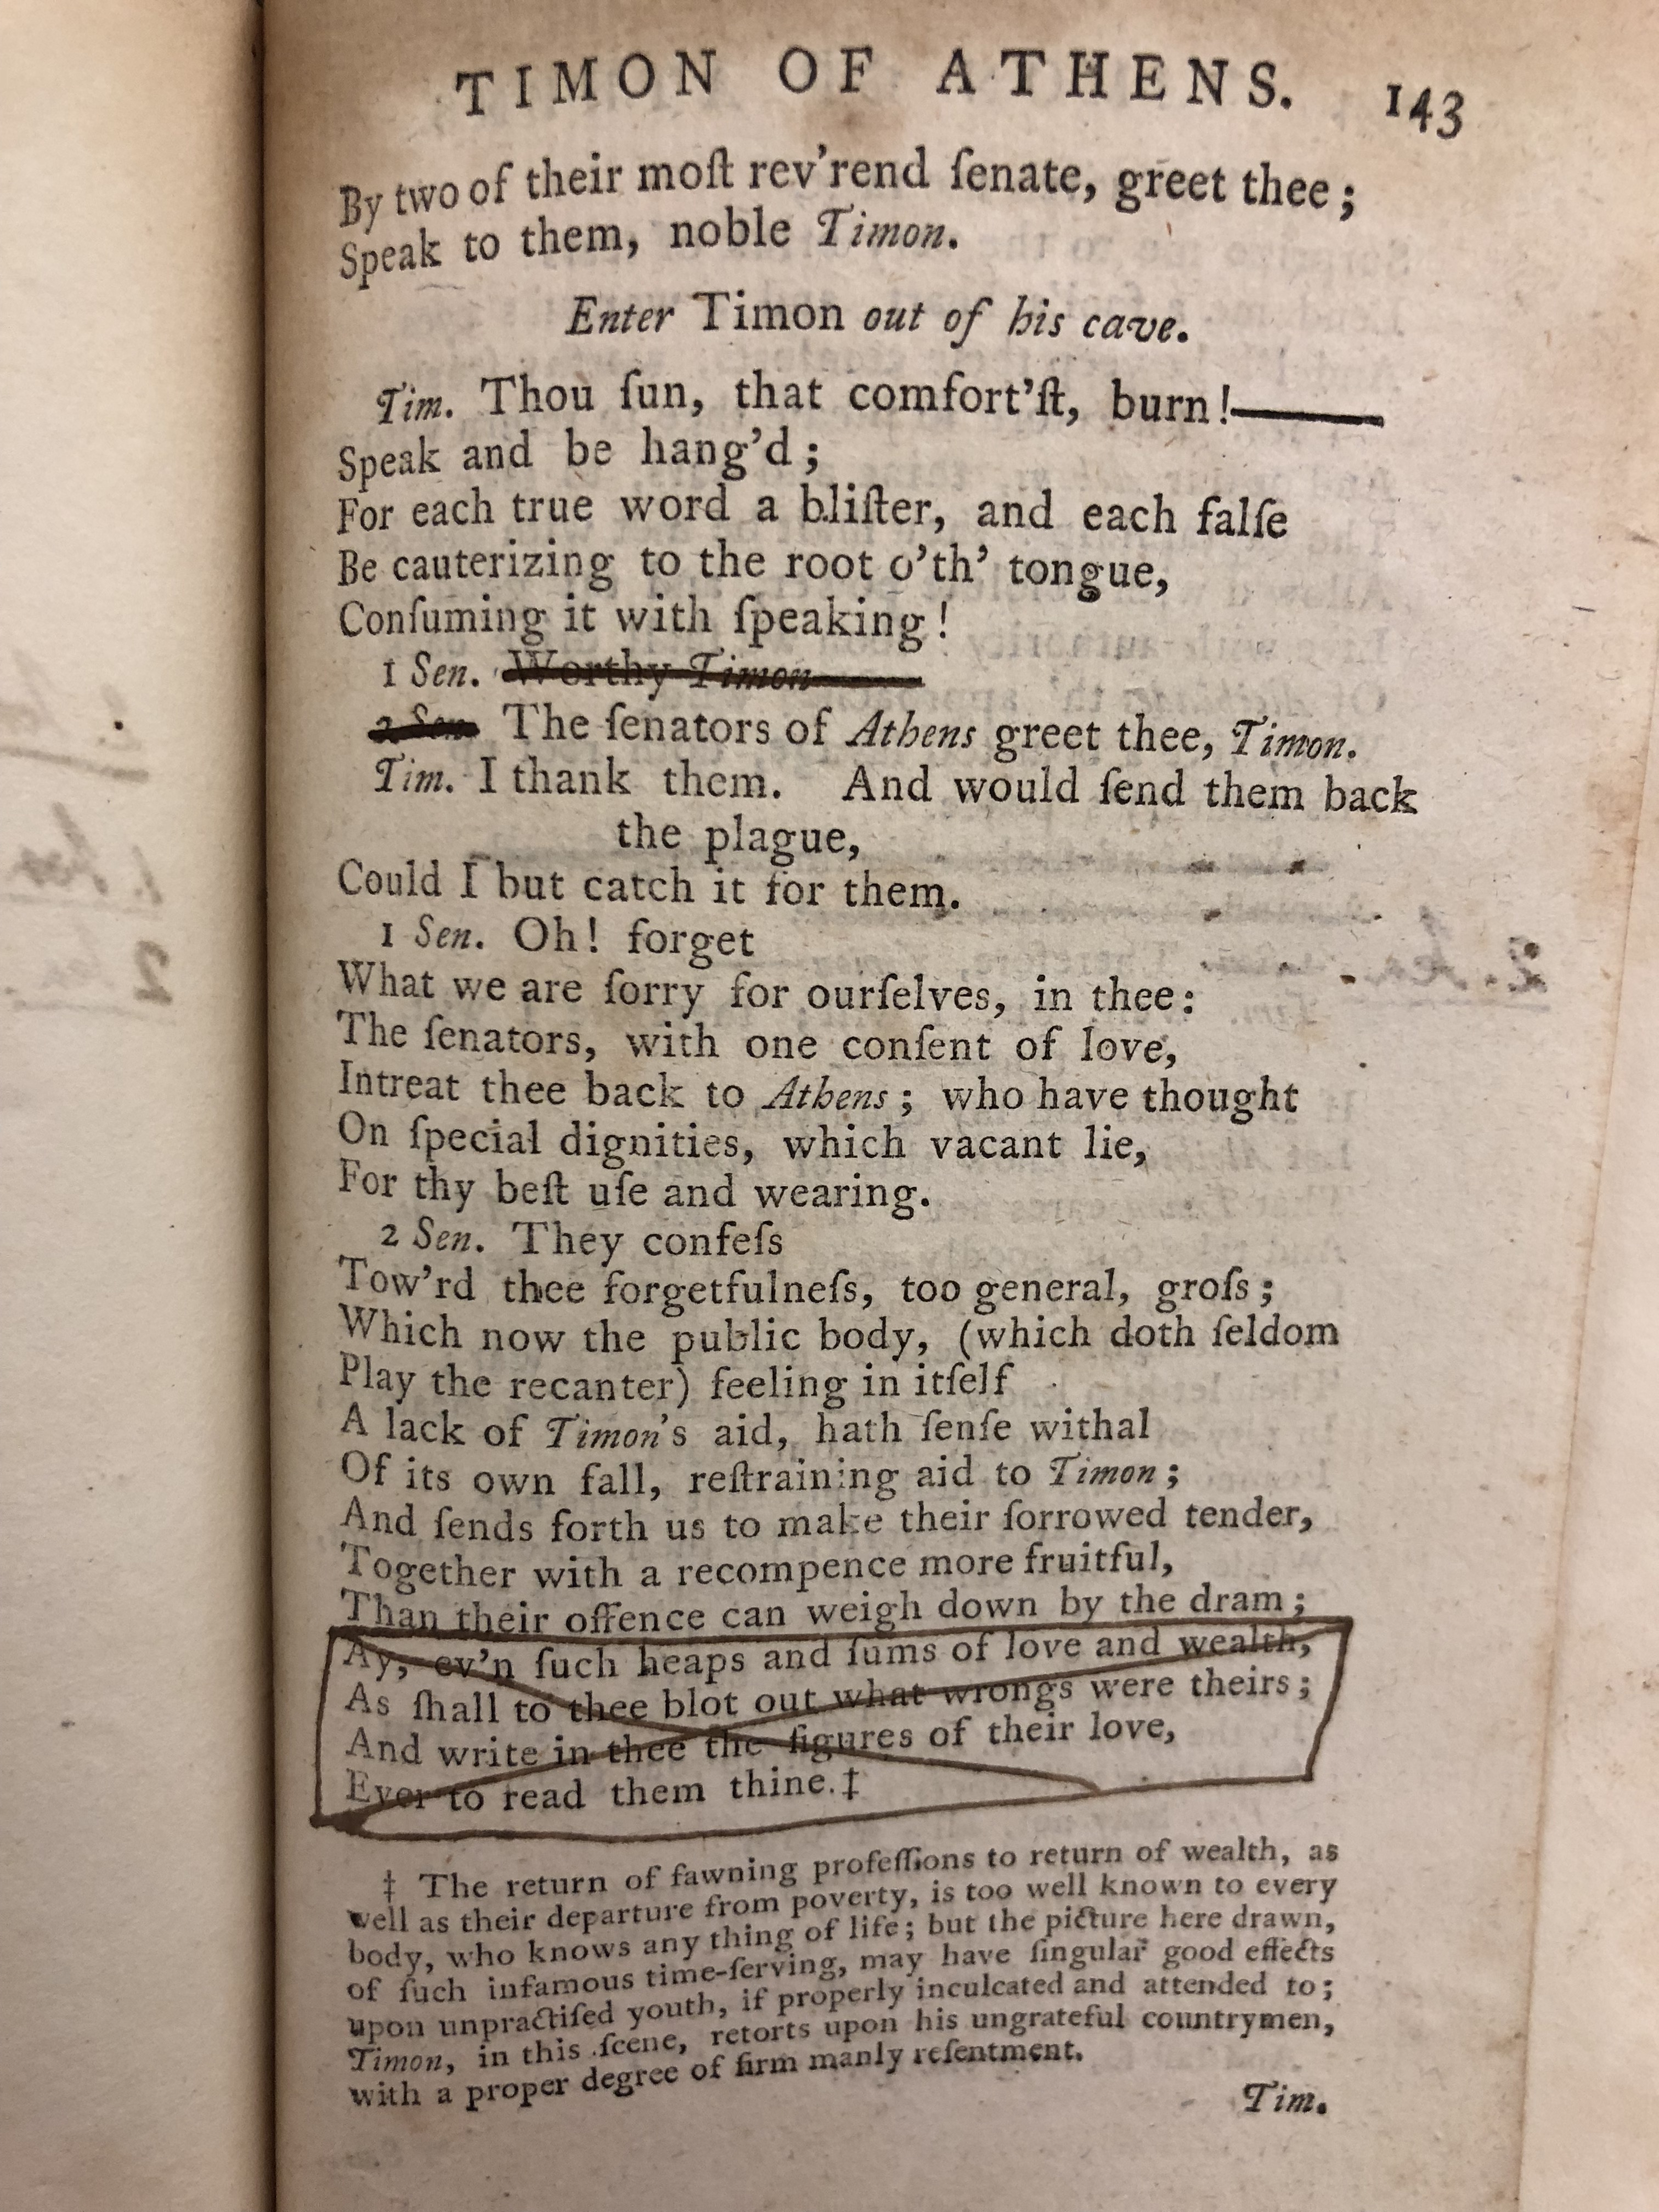 TIMON OF ATHENS. 143
By two of their moſt rev'rend ſenate, greet thee;
Speak to them, noble Timon.
Enter Timon out of his cave.
Tim. Thou ſun, that comfort'ſt, burn!——
Speak and be hang'd;
For each true word a bliſter, and each falſe
Be cauterizing to the root o'th' tongue,
Conſuming it with ſpeaking!
1 Sen. Worthy Timon——
2 Sen. The ſenators of Athens greet thee, Timon.
Tim. I thank them. And would ſend them back
the plague,
Could I but catch it for them.
1 Sen. Oh! forget
What we are ſorry for ourſelves, in thee:
The ſenators, with one conſent of love,
Intreat thee back to Athens; who have thought
On ſpecial dignities, which vacant lie,
For thy beſt uſe and wearing.
2 Sen. They confeſs
Tow'rd thee forgetfulneſs, too general, groſs;
Which now the public body, (which doth ſeldom
Play the recanter) feeling in itſelf
A lack of Timon's aid, hath ſenſe withal
Of its own fall, reſtraining aid to Timon;
And ſends forth us to make their ſorrowed tender,
Together with a recompence more fruitful,
Than their offence can weigh down by the dram;
Ay, ev'n ſuch heaps and ſums of love and wealth,
As ſhall to thee blot out what wrongs were theirs;
And write in thee the figures of their love,
Ever to read them thine.‡
‡ The return of fawning profeſſions to return of wealth, as
well as their departure from poverty, is too well known to every
body, who knows any thing of life; but the picture here drawn,
of ſuch infamous time-ſerving, may have ſingular good effects
upon unpractiſed youth, if properly inculcated and attended to;
Timon, in this ſcene, retorts upon his ungrateful countrymen,
with a proper degree of firm manly reſentment.
Tim.